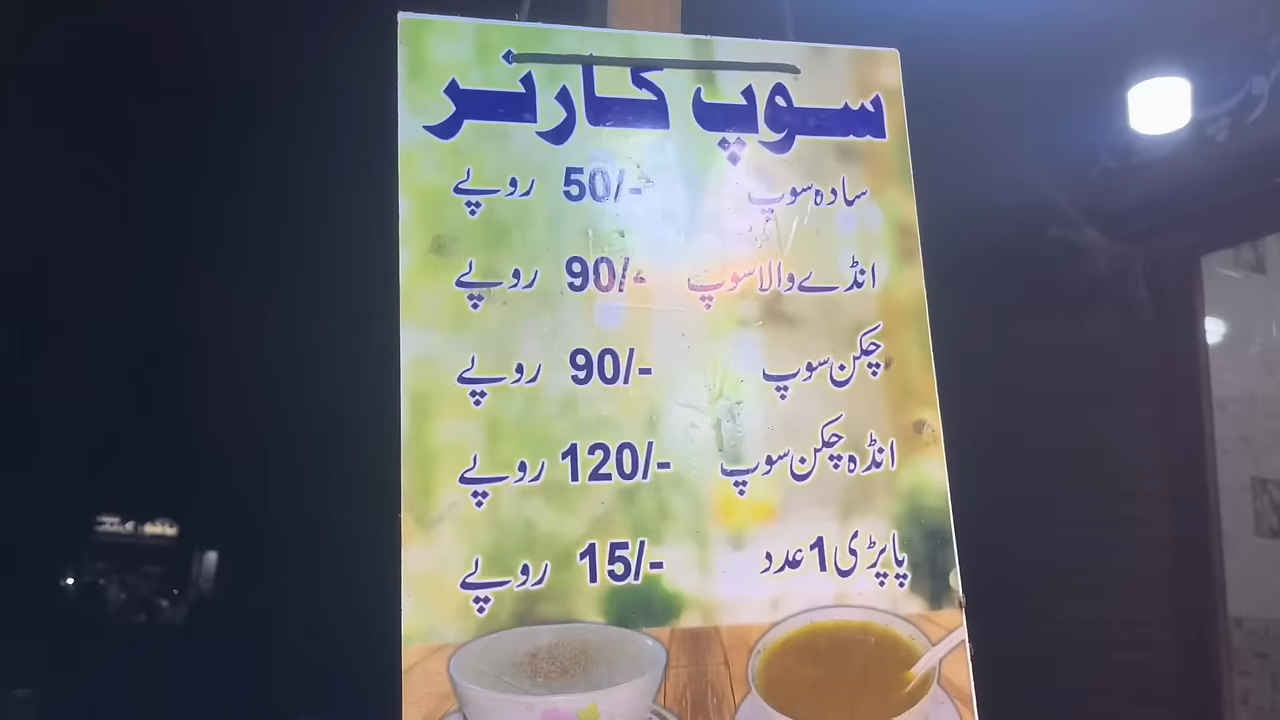 سوپ کارنر
سادہ سوپ 50/- روپے
انڈے والا سوپ 90/- روپے
چکن سوپ 90/- روپے
انڈہ چکن سوپ 120/- روپے
پاپڑی 1 عدد 15/- روپے